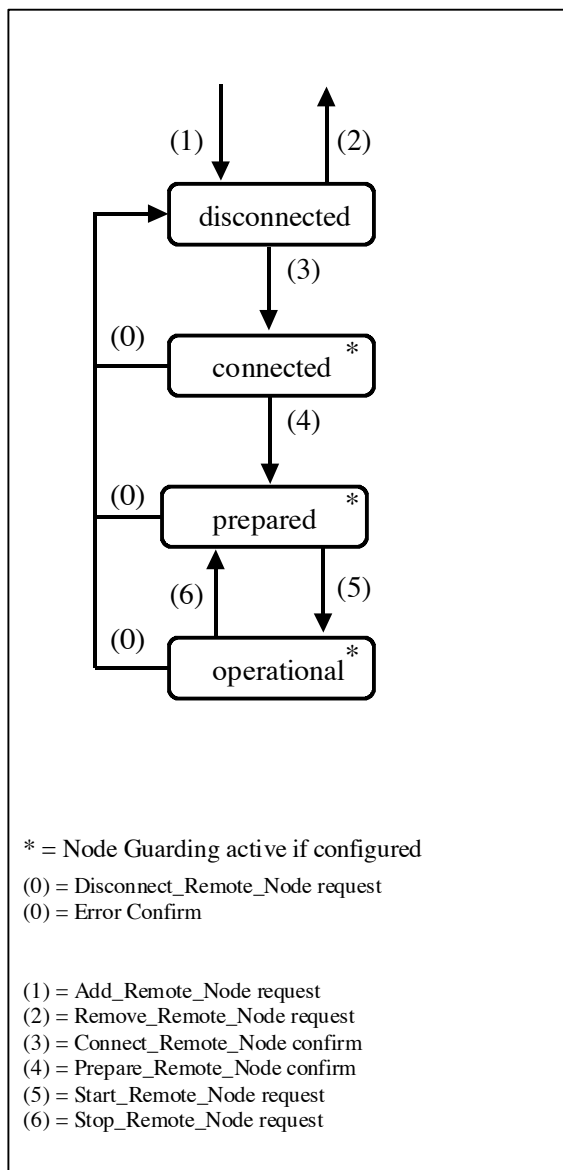 (1)
(2)
disconnected
(3)
(0)
connected *
(4)
(0)
prepared *
(6)
(5)
(0)
operational *
* = Node Guarding active if configured
(0) = Disconnect_Remote_Node request
(0) = Error Confirm
(1) = Add_Remote_Node request
(2) = Remove_Remote_Node request
(3) = Connect_Remote_Node confirm
(4) = Prepare_Remote_Node confirm
(5) = Start_Remote_Node request
(6) = Stop_Remote_Node request